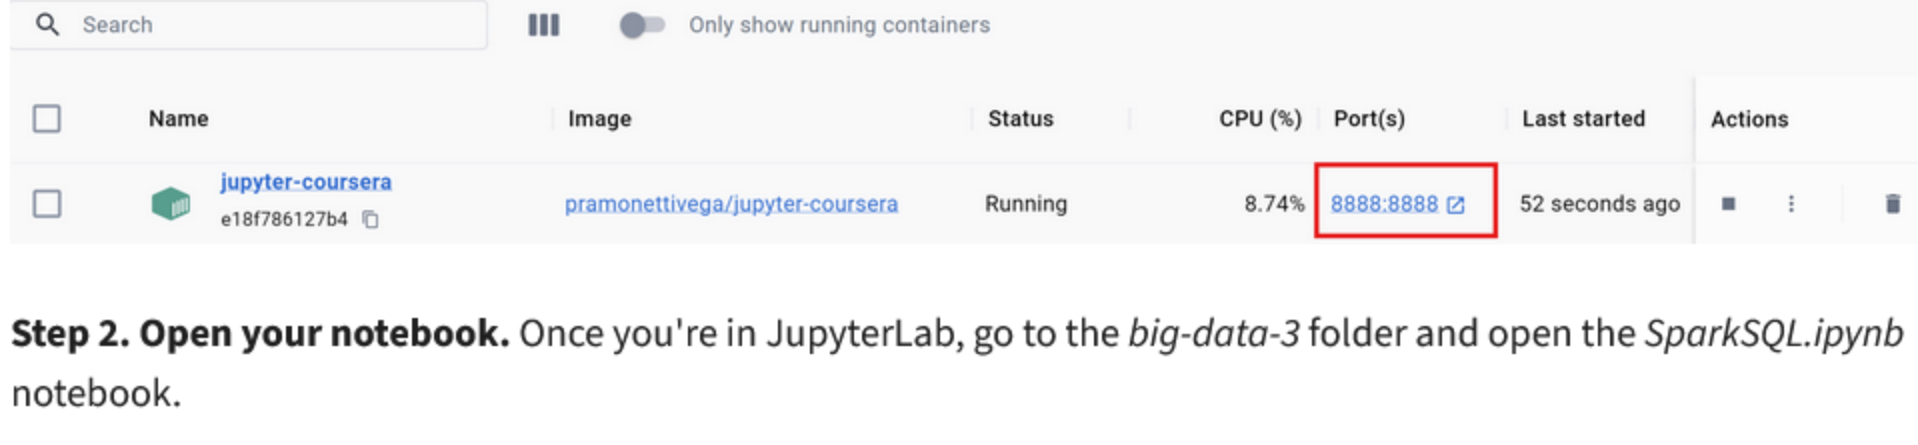 Search Only show running containers
Name Image Status CPU (%) Port(s) Last started Actions
jupyter-coursera
pramonettivega/jupyter-coursera Running 8.74% 8888:8888 52 seconds ago
e18f786127b4
Step 2. Open your notebook. Once you're in JupyterLab, go to the big-data-3 folder and open the SparkSQL.ipynb
notebook.